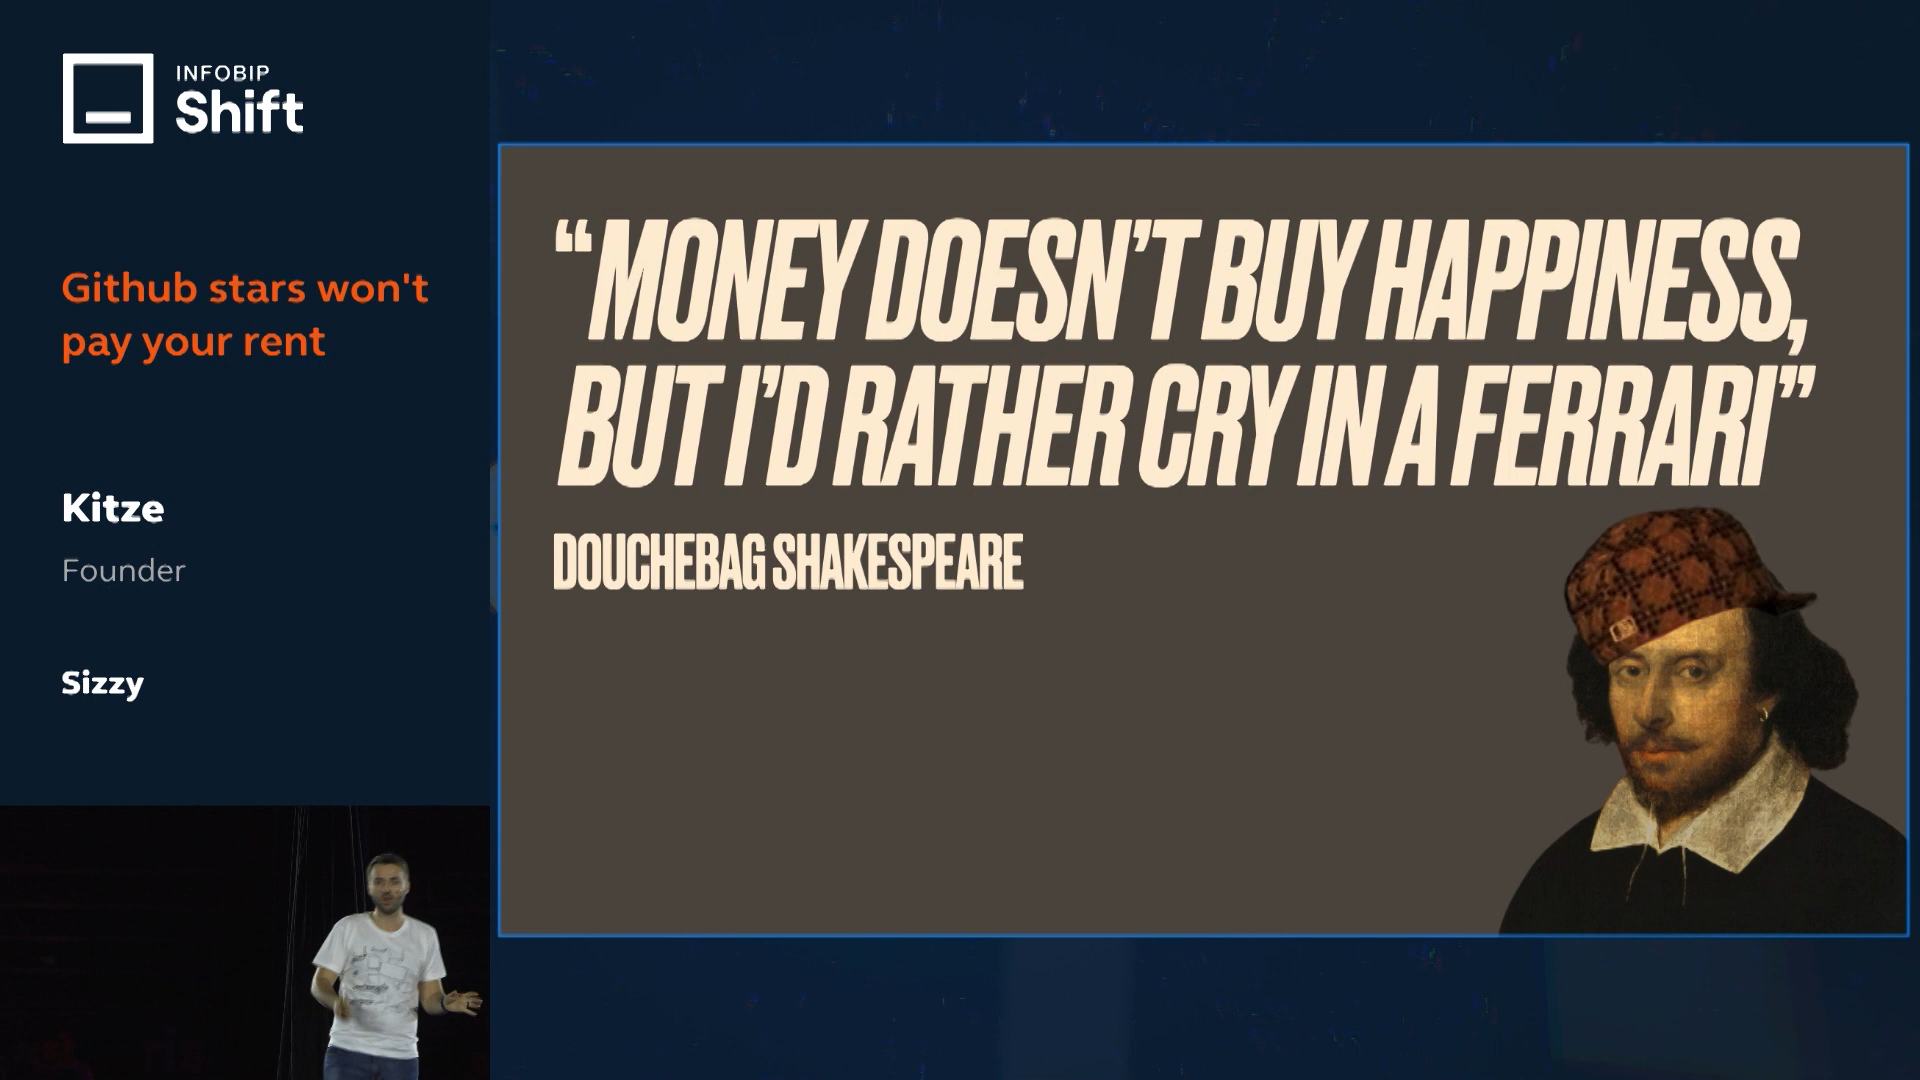 INFOBIP
Shift
Github stars won't
pay your rent
Kitze
Founder
Sizzy
“MONEY DOESN’T BUY HAPPINESS,
BUT I’D RATHER CRY IN A FERRARI”
DOUCHEBAG SHAKESPEARE